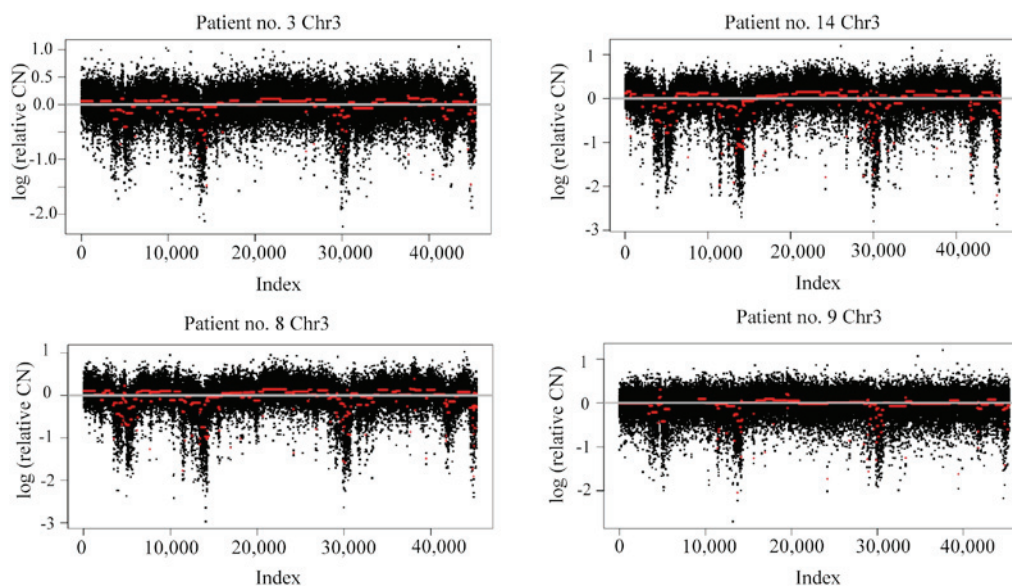 Patient no. 3 Chr3
log (relative CN)
1.0
0.5
0.0
-1.0
-2.0
0 10,000 20,000 30,000 40,000
Index
Patient no. 14 Chr3
log (relative CN)
1
0
-1
-2
-3
0 10,000 20,000 30,000 40,000
Index
Patient no. 8 Chr3
log (relative CN)
1
0
-1
-2
-3
0 10,000 20,000 30,000 40,000
Index
Patient no. 9 Chr3
log (relative CN)
1
0
-1
-2
0 10,000 20,000 30,000 40,000
Index